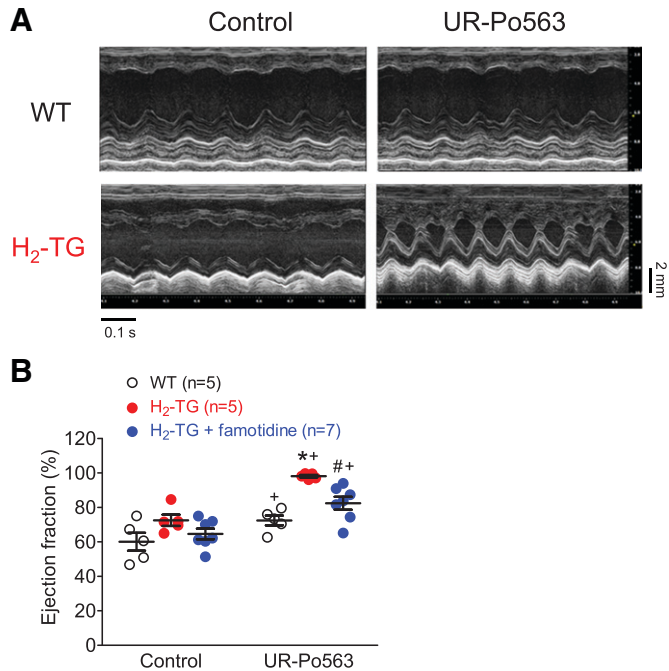 A
Control UR-Po563
WT
H2-TG
2 mm
0.1 s
B
WT (n=5)
H2-TG (n=5)
H2-TG + famotidine (n=7)
Ejection fraction (%)
120
100
80
60
40
20
0
+
*+
#+
Control UR-Po563